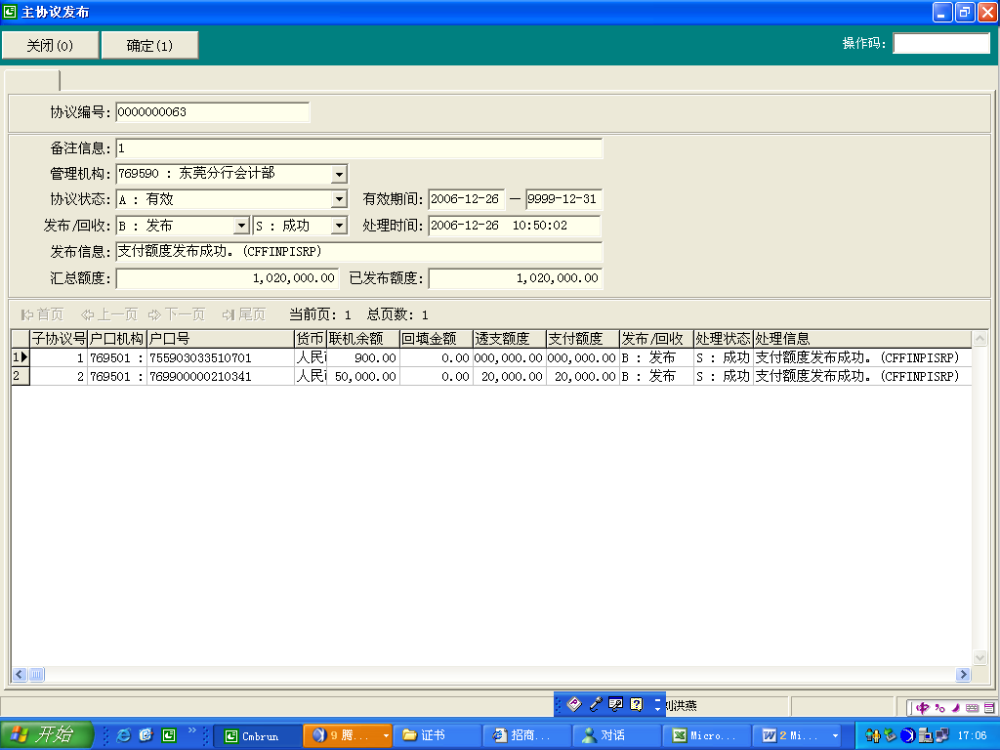 主协议发布
关闭(0) 确定(1) 操作码:
协议编号: 0000000063
备注信息: 1
管理机构: 769590 : 东莞分行会计部
协议状态: A : 有效 有效期间: 2006-12-26 — 9999-12-31
发布/回收: B : 发布 S : 成功 处理时间: 2006-12-26 10:50:02
发布信息: 支付额度发布成功。(CFFINPISRP)
汇总额度: 1,020,000.00 已发布额度: 1,020,000.00
首页 上一页 下一页 尾页 当前页: 1 总页数: 1
子协议号 户口机构 户口号 货币 联机余额 回填金额 透支额度 支付额度 发布/回收 处理状态 处理信息
1 1 769501 : 755903033510701 人民 900.00 0.00 000,000.00 000,000.00 B : 发布 S : 成功 支付额度发布成功。(CFFINPISRP)
2 2 769501 : 769900000210341 人民 50,000.00 0.00 20,000.00 20,000.00 B : 发布 S : 成功 支付额度发布成功。(CFFINPISRP)
洪燕
中
开始 Cmbrun 9 腾... 证书 招商... 对话 Micro... 2 Mi... 17:06